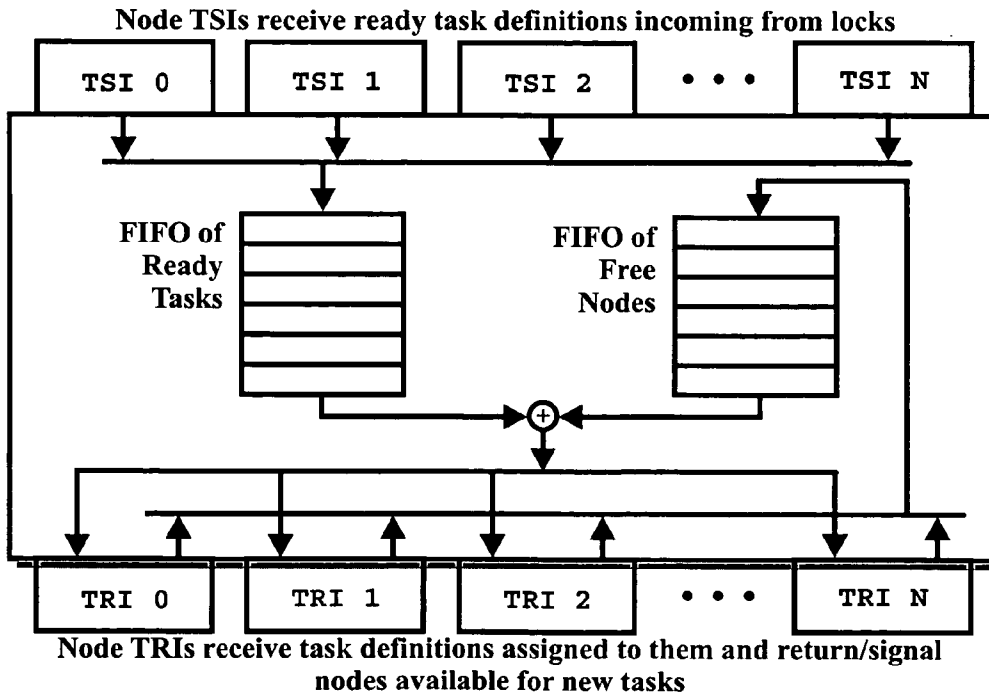 Node TSIs receive ready task definitions incoming from locks
TSI 0
TSI 1
TSI 2
• • •
TSI N
FIFO of
Ready
Tasks
FIFO of
Free
Nodes
+
TRI 0
TRI 1
TRI 2
• • •
TRI N
Node TRIs receive task definitions assigned to them and return/signal
nodes available for new tasks